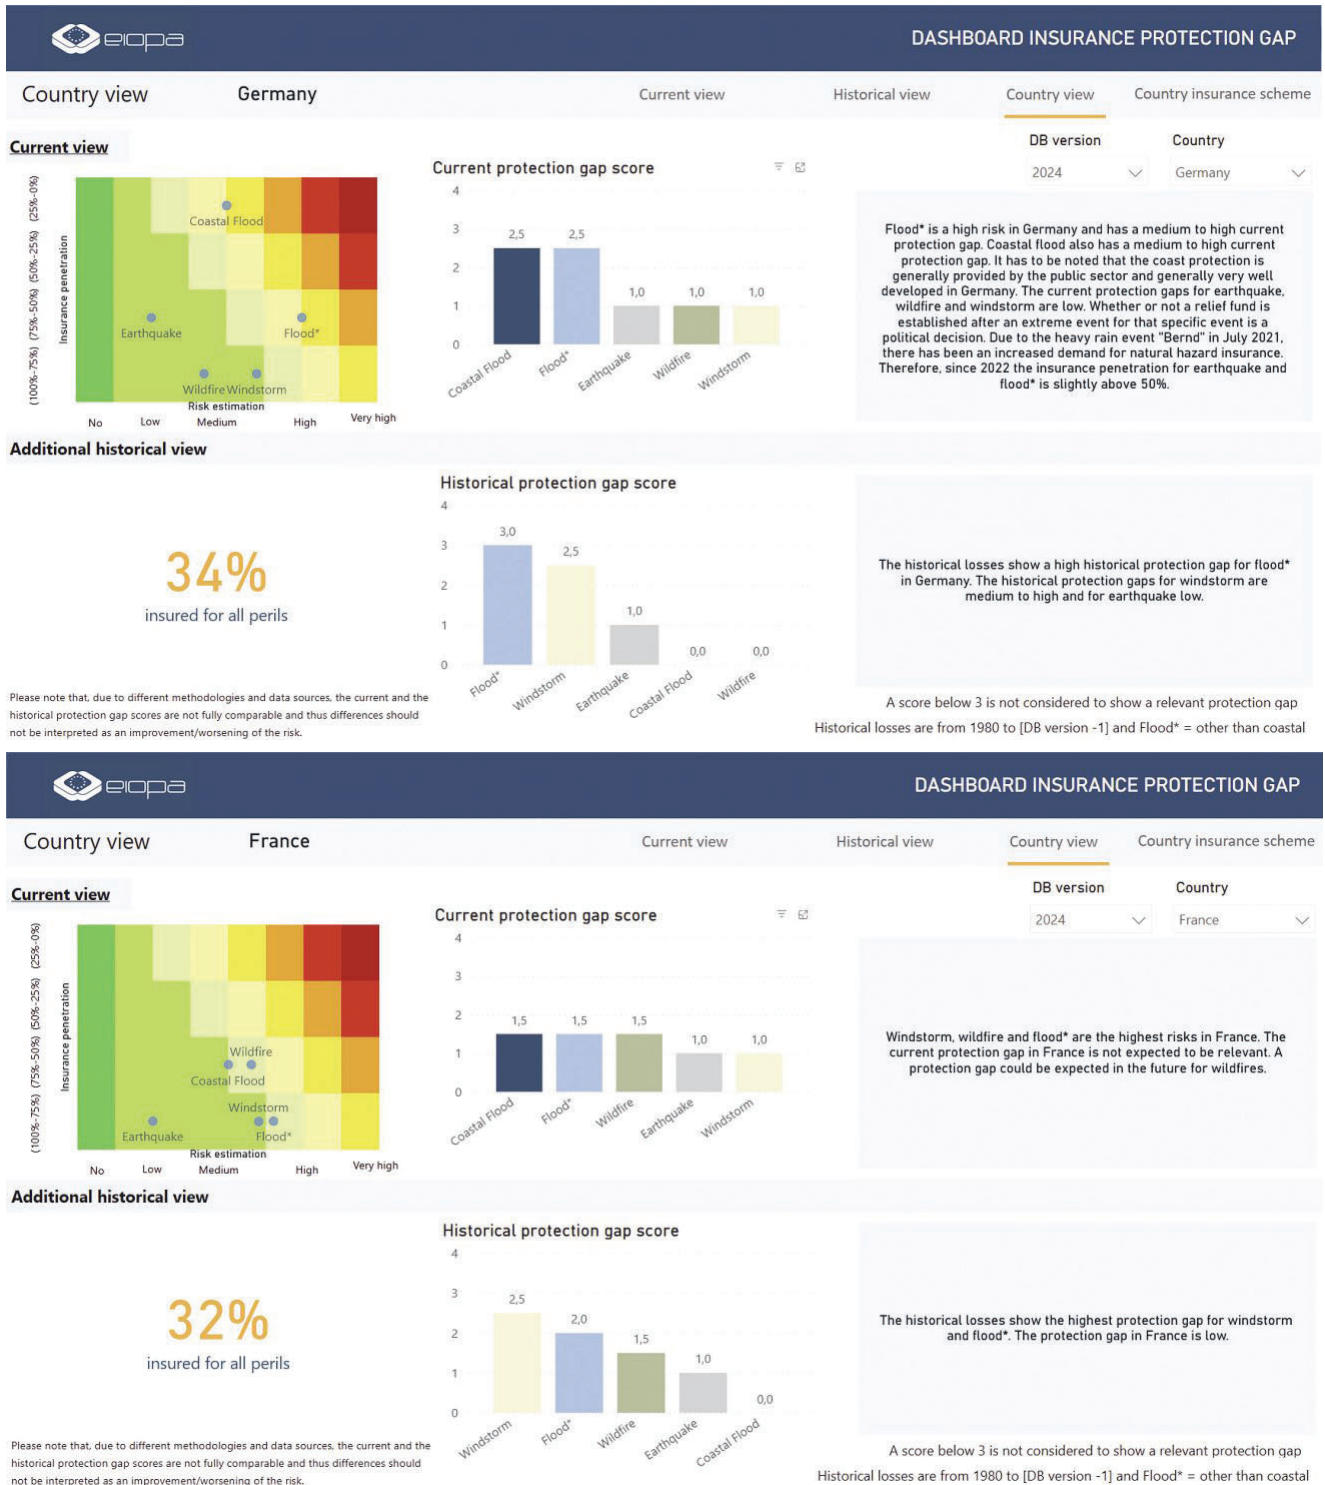 eiopa
DASHBOARD INSURANCE PROTECTION GAP
Country view
Germany
Current view
Historical view
Country view
Country insurance scheme
Current view
DB version
Country
2024
Germany
Insurance penetration
(100%-75%) (75%-50%) (50%-25%) (25%-0%)
Coastal Flood
Earthquake
Flood*
Wildfire
Windstorm
Risk estimation
No
Low
Medium
High
Very high
Current protection gap score
4
3
2
1
0
2,5
2,5
1,0
1,0
1,0
Coastal Flood
Flood*
Earthquake
Wildfire
Windstorm
Flood* is a high risk in Germany and has a medium to high current
protection gap. Coastal flood also has a medium to high current
protection gap. It has to be noted that the coast protection is
generally provided by the public sector and generally very well
developed in Germany. The current protection gaps for earthquake,
wildfire and windstorm are low. Whether or not a relief fund is
established after an extreme event for that specific event is a
political decision. Due to the heavy rain event "Bernd" in July 2021,
there has been an increased demand for natural hazard insurance.
Therefore, since 2022 the insurance penetration for earthquake and
flood* is slightly above 50%.
Additional historical view
34%
insured for all perils
Please note that, due to different methodologies and data sources, the current and the
historical protection gap scores are not fully comparable and thus differences should
not be interpreted as an improvement/worsening of the risk.
Historical protection gap score
4
3
2
1
0
3,0
2,5
1,0
0,0
0,0
Flood*
Windstorm
Earthquake
Coastal Flood
Wildfire
The historical losses show a high historical protection gap for flood*
in Germany. The historical protection gaps for windstorm are
medium to high and for earthquake low.
A score below 3 is not considered to show a relevant protection gap
Historical losses are from 1980 to [DB version -1] and Flood* = other than coastal
eiopa
DASHBOARD INSURANCE PROTECTION GAP
Country view
France
Current view
Historical view
Country view
Country insurance scheme
Current view
DB version
Country
2024
France
Insurance penetration
(100%-75%) (75%-50%) (50%-25%) (25%-0%)
Wildfire
Coastal Flood
Windstorm
Earthquake
Flood*
Risk estimation
No
Low
Medium
High
Very high
Current protection gap score
4
3
2
1
0
1,5
1,5
1,5
1,0
1,0
Coastal Flood
Flood*
Wildfire
Earthquake
Windstorm
Windstorm, wildfire and flood* are the highest risks in France. The
current protection gap in France is not expected to be relevant. A
protection gap could be expected in the future for wildfires.
Additional historical view
32%
insured for all perils
Please note that, due to different methodologies and data sources, the current and the
historical protection gap scores are not fully comparable and thus differences should
not be interpreted as an improvement/worsening of the risk.
Historical protection gap score
4
3
2
1
0
2,5
2,0
1,5
1,0
0,0
Windstorm
Flood*
Wildfire
Earthquake
Coastal Flood
The historical losses show the highest protection gap for windstorm
and flood*. The protection gap in France is low.
A score below 3 is not considered to show a relevant protection gap
Historical losses are from 1980 to [DB version -1] and Flood* = other than coastal